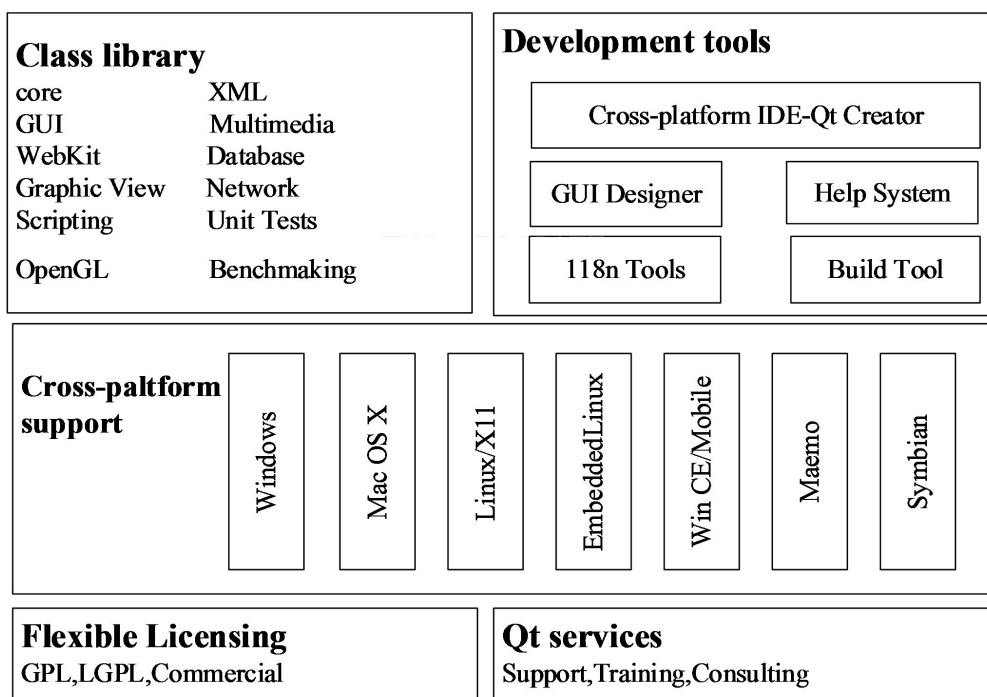 Class library
core XML
GUI Multimedia
WebKit Database
Graphic View Network
Scripting Unit Tests
OpenGL Benchmaking
Development tools
Cross-platform IDE-Qt Creator
GUI Designer
Help System
118n Tools
Build Tool
Cross-paltform
support
Windows
Mac OS X
Linux/X11
EmbeddedLinux
Win CE/Mobile
Maemo
Symbian
Flexible Licensing
GPL,LGPL,Commercial
Qt services
Support,Training,Consulting